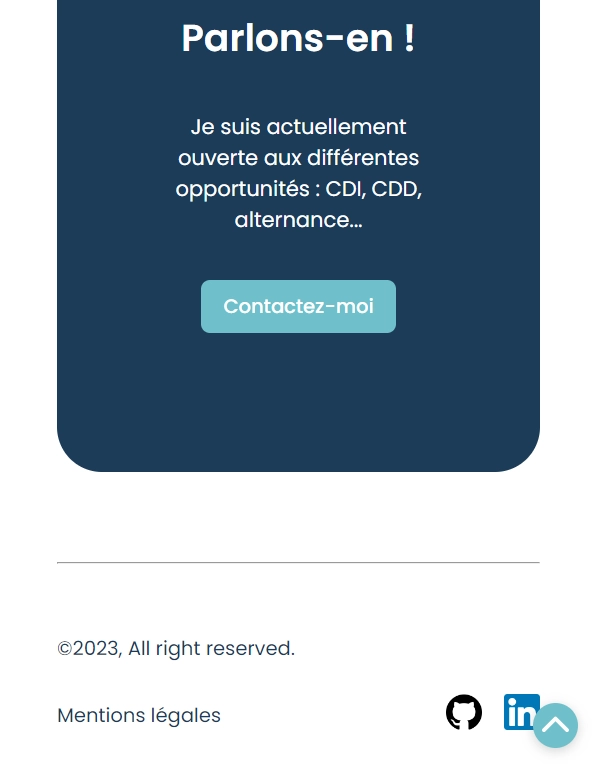 Parlons-en !
Je suis actuellement
ouverte aux différentes
opportunités : CDI, CDD,
alternance...
Contactez-moi
©2023, All right reserved.
Mentions légales
in